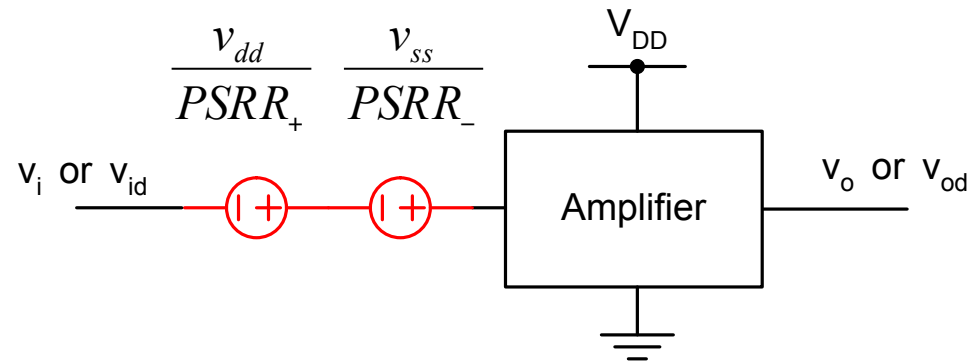 v_dd / PSRR_+
v_ss / PSRR_-
V_DD
v_i or v_id
Amplifier
v_o or v_od